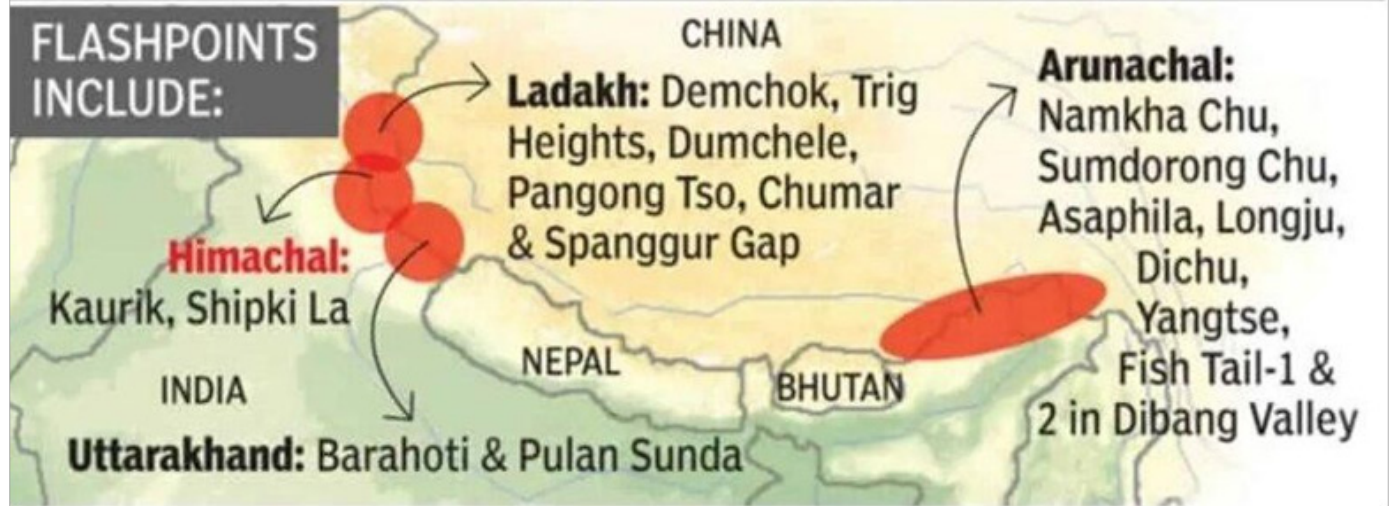 FLASHPOINTS
INCLUDE:
CHINA
Ladakh: Demchok, Trig
Heights, Dumchele,
Pangong Tso, Chumar
& Spanggur Gap
Arunachal:
Namkha Chu,
Sumdorong Chu,
Asaphila, Longju,
Dichu,
Yangtse,
Fish Tail-1 &
2 in Dibang Valley
Himachal:
Kaurik, Shipki La
NEPAL
BHUTAN
INDIA
Uttarakhand: Barahoti & Pulan Sunda